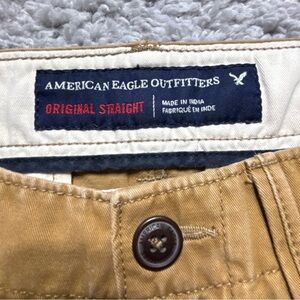 AMERICAN EAGLE OUTFITTERS
ORIGINAL STRAIGHT
MADE IN INDIA
FABRIQUÉ EN INDE